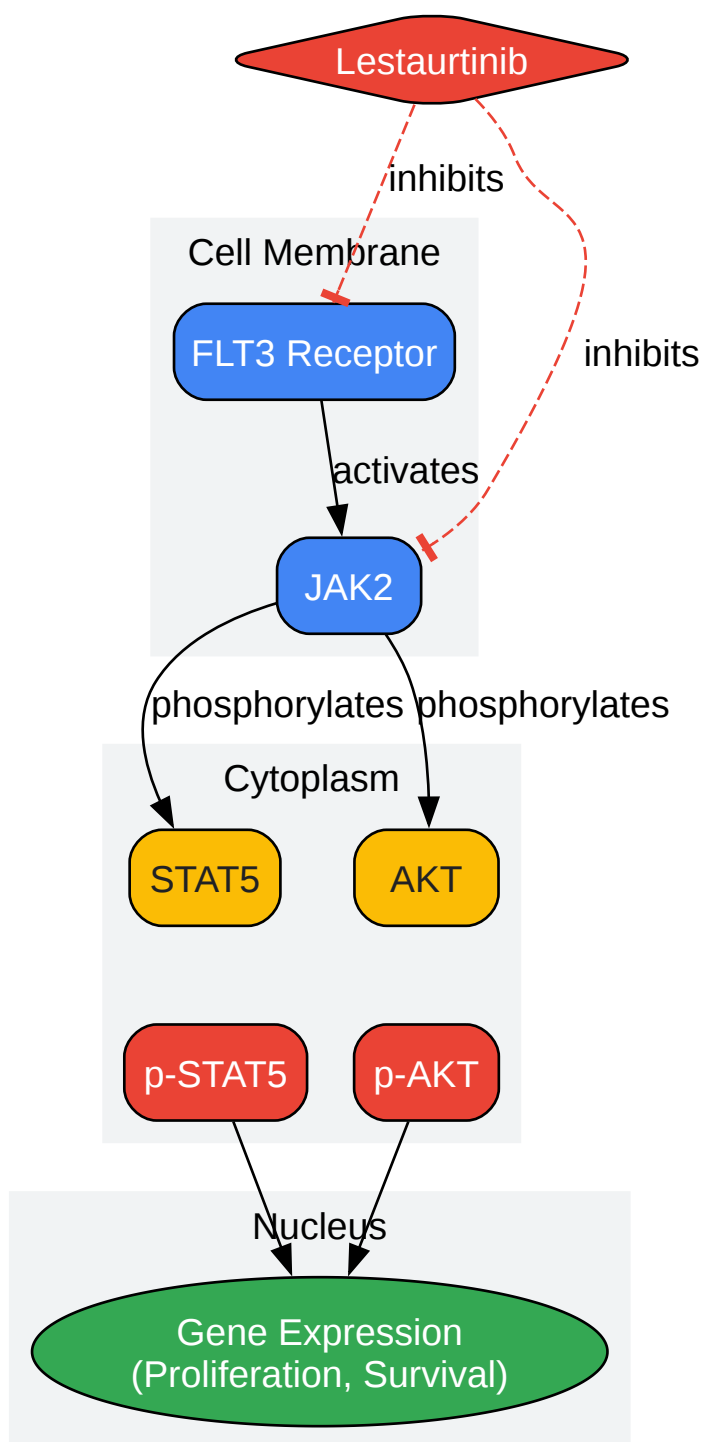 Lestaurtinib
inhibits
Cell Membrane
FLT3 Receptor
inhibits
activates
JAK2
phosphorylates
phosphorylates
Cytoplasm
STAT5
AKT
p-STAT5
p-AKT
Nucleus
Gene Expression
(Proliferation, Survival)